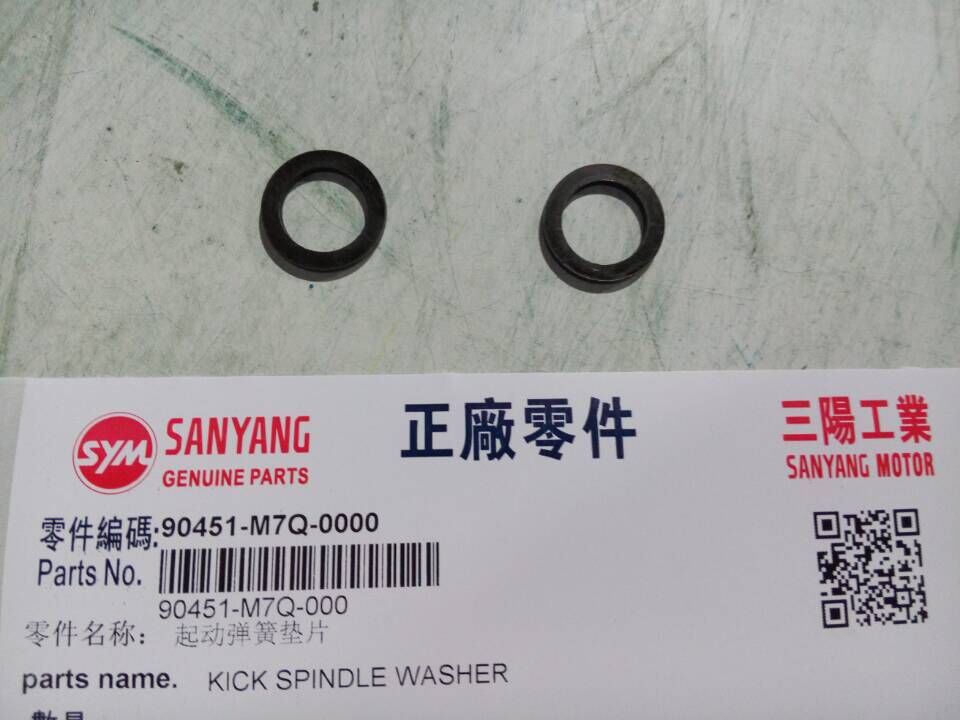 SYM SANYANG
GENUINE PARTS
正廠零件
三陽工業
SANYANG MOTOR
零件編碼:90451-M7Q-0000
Parts No.
90451-M7Q-000
零件名称： 起动弹簧垫片
parts name. KICK SPINDLE WASHER